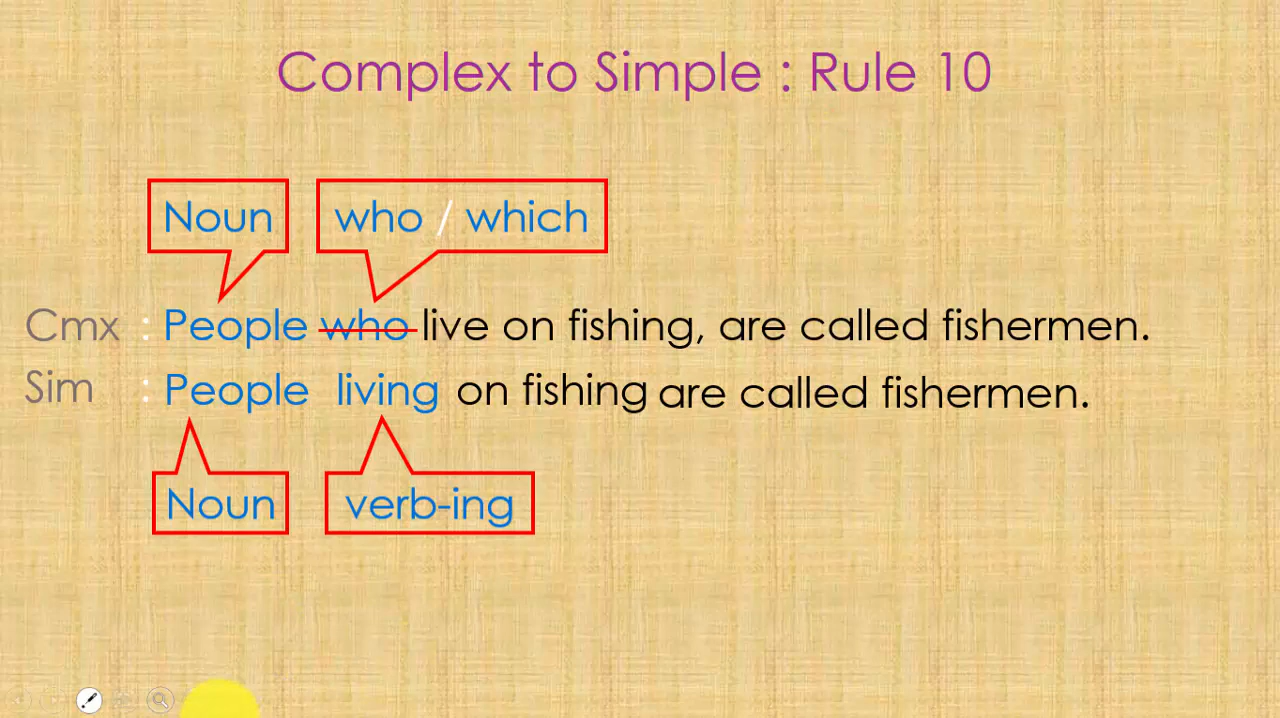 Complex to Simple : Rule 10
Noun who / which
Cmx : People who live on fishing, are called fishermen.
Sim : People living on fishing are called fishermen.
Noun verb-ing